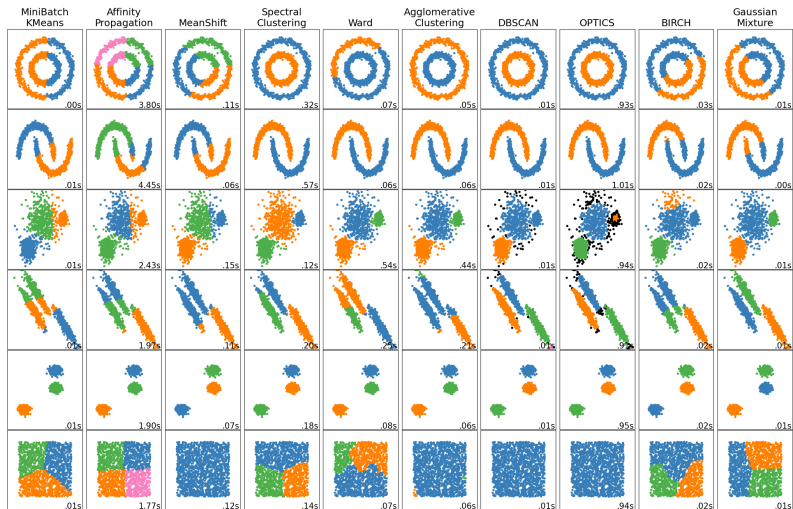 MiniBatch
KMeans
Affinity
Propagation
MeanShift
Spectral
Clustering
Ward
Agglomerative
Clustering
DBSCAN
OPTICS
BIRCH
Gaussian
Mixture
.00s 3.80s .11s .32s .07s .05s .01s .93s .03s .01s
.01s 4.45s .06s .57s .06s .06s .01s 1.01s .02s .00s
.01s 2.43s .15s .12s .54s .44s .01s .94s .02s .01s
.01s 1.97s .11s .20s .25s .21s .01s .02s .01s
.01s 1.90s .07s .18s .08s .06s .01s .95s .02s .01s
.01s 1.77s .12s .14s .07s .06s .01s .94s .02s .01s